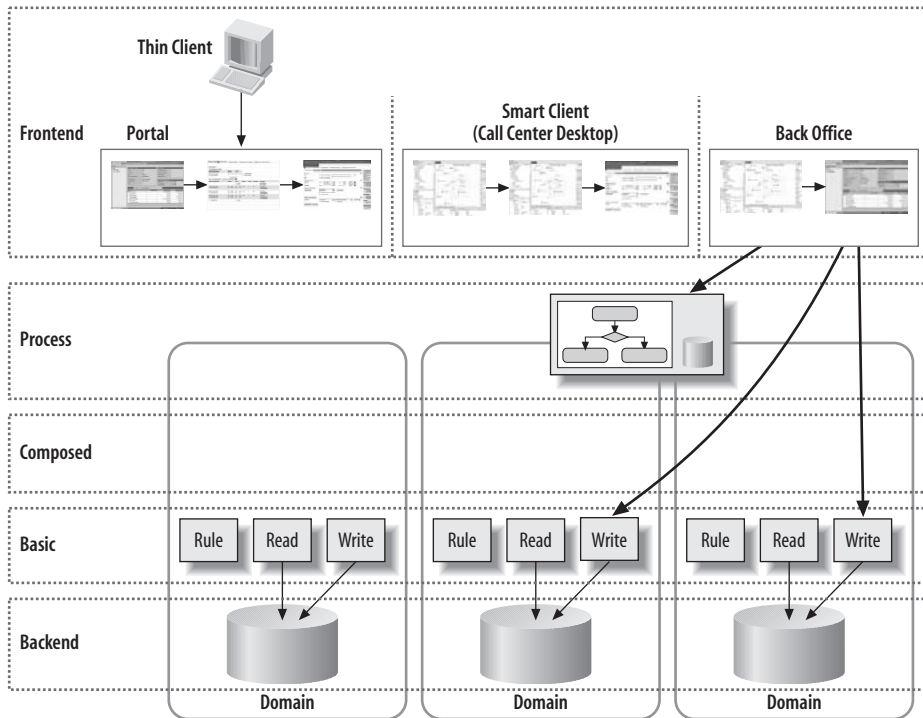 Thin Client
Frontend
Portal
Smart Client
(Call Center Desktop)
Back Office
Process
Composed
Basic
Rule
Read
Write
Rule
Read
Write
Rule
Read
Write
Backend
Domain
Domain
Domain